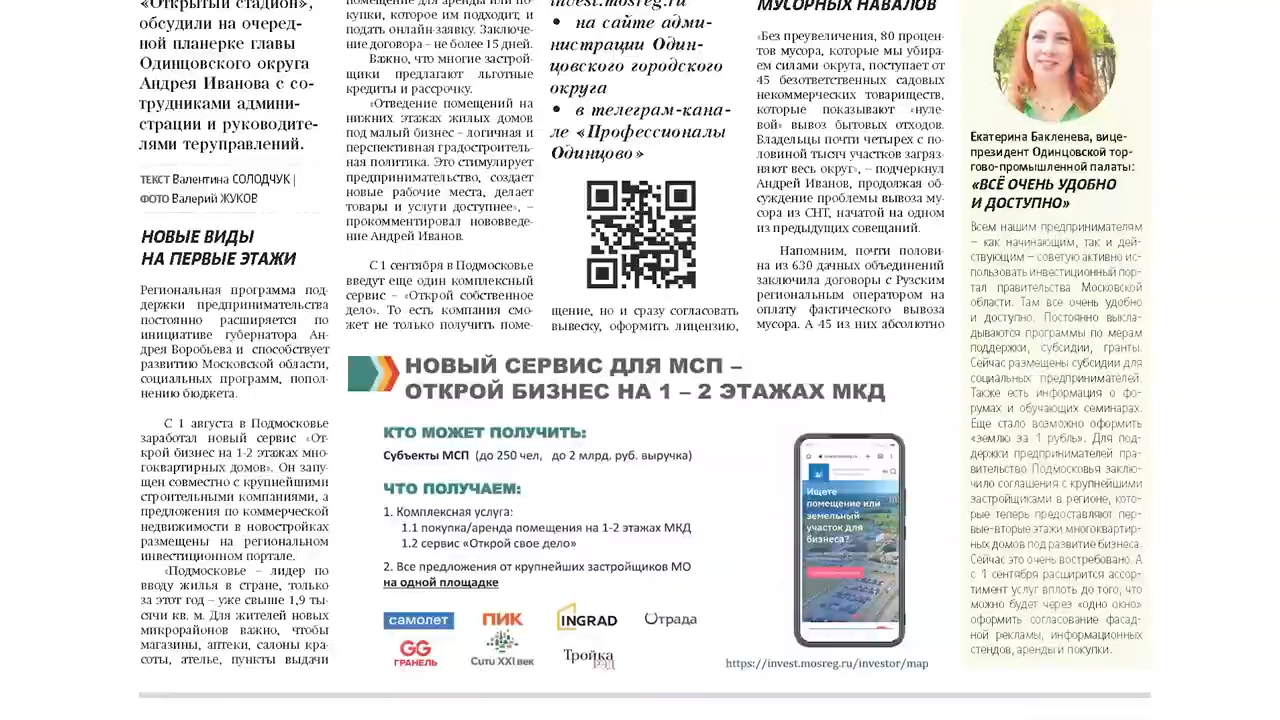 «Открытый стадион»,
обсудили на очеред-
ной планерке главы
Одинцовского округа
Андрея Иванова с со-
трудниками админи-
страции и руководите-
лями теруправлений.
ТЕКСТ Валентина СОЛОДЧУК |
ФОТО Валерий ЖУКОВ
НОВЫЕ ВИДЫ
НА ПЕРВЫЕ ЭТАЖИ
Региональная программа под-
держки предпринимательства
постоянно расширяется по
инициативе губернатора Ан-
дрея Воробьева и способствует
развитию Московской области,
социальных программ, попол-
нению бюджета.
С 1 августа в Подмосковье
заработал новый сервис «От-
крой бизнес на 1-2 этажах мно-
гоквартирных домов». Он запу-
щен совместно с крупнейшими
строительными компаниями, а
предложения по коммерческой
недвижимости в новостройках
размещены на региональном
инвестиционном портале.
«Подмосковье – лидер по
вводу жилья в стране, только
за этот год – уже свыше 1,9 ты-
сячи кв. м. Для жителей новых
микрорайонов важно, чтобы
магазины, аптеки, салоны кра-
соты, ателье, пункты выдачи
помещение для аренды или по-
купки, которое им подходит, и
подать онлайн-заявку. Заключе-
ние договора – не более 15 дней.
Важно, что многие застрой-
щики предлагают льготные
кредиты и рассрочку.
«Отведение помещений на
нижних этажах жилых домов
под малый бизнес – логичная и
перспективная градостроитель-
ная политика. Это стимулирует
предпринимательство, создает
новые рабочие места, делает
товары и услуги доступнее», –
прокомментировал нововведе-
ние Андрей Иванов.
С 1 сентября в Подмосковье
введут еще один комплексный
сервис – «Открой собственное
дело». То есть компания смо-
жет не только получить поме-
invest.mosreg.ru
• на сайте адми-
нистрации Один-
цовского городского
округа
• в телеграм-кана-
ле «Профессионалы
Одинцово»
щение, но и сразу согласовать
вывеску, оформить лицензию,
МУСОРНЫХ НАВАЛОВ
«Без преувеличения, 80 процен-
тов мусора, которые мы убира-
ем силами округа, поступает от
45 безответственных садовых
некоммерческих товариществ,
которые показывают «нуле-
вой» вывоз бытовых отходов.
Владельцы почти четырех с по-
ловиной тысяч участков загряз-
няют весь округ», – подчеркнул
Андрей Иванов, продолжая об-
суждение проблемы вывоза му-
сора из СНТ, начатой на одном
из предыдущих совещаний.
Напомним, почти полови-
на из 630 дачных объединений
заключила договоры с Рузским
региональным оператором на
оплату фактического вывоза
мусора. А 45 из них абсолютно
Екатерина Бакленева, вице-
президент Одинцовской тор-
гово-промышленной палаты:
«ВСЁ ОЧЕНЬ УДОБНО
И ДОСТУПНО»
Всем нашим предпринимателям
– как начинающим, так и дей-
ствующим – советую активно ис-
пользовать инвестиционный пор-
тал правительства Московской
области. Там все очень удобно
и доступно. Постоянно выкла-
дываются программы по мерам
поддержки, субсидии, гранты.
Сейчас размещены субсидии для
социальных предпринимателей.
Также есть информация о фо-
румах и обучающих семинарах.
Еще стало возможно оформить
«землю за 1 рубль». Для под-
держки предпринимателей пра-
вительство Подмосковья заклю-
чило соглашения с крупнейшими
застройщиками в регионе, кото-
рые теперь предоставляют пер-
вые-вторые этажи многоквартир-
ных домов под развитие бизнеса.
Сейчас это очень востребовано. А
с 1 сентября расширится ассор-
тимент услуг вплоть до того, что
можно будет через «одно окно»
оформить согласование фасад-
ной рекламы, информационных
стендов, аренды и покупки.
НОВЫЙ СЕРВИС ДЛЯ МСП –
ОТКРОЙ БИЗНЕС НА 1 – 2 ЭТАЖАХ МКД
КТО МОЖЕТ ПОЛУЧИТЬ:
Субъекты МСП (до 250 чел, до 2 млрд. руб. выручка)
ЧТО ПОЛУЧАЕМ:
1. Комплексная услуга:
1.1 покупка/аренда помещения на 1-2 этажах МКД
1.2 сервис «Открой свое дело»
2. Все предложения от крупнейших застройщиков МО
на одной площадке
самолет ПИК INGRAD Отрада
GG ГРАНЕЛЬ Сити XXI век Тройка РЭД
Ищете
помещение или
земельный
участок для
бизнеса?
https://invest.mosreg.ru/investor/map